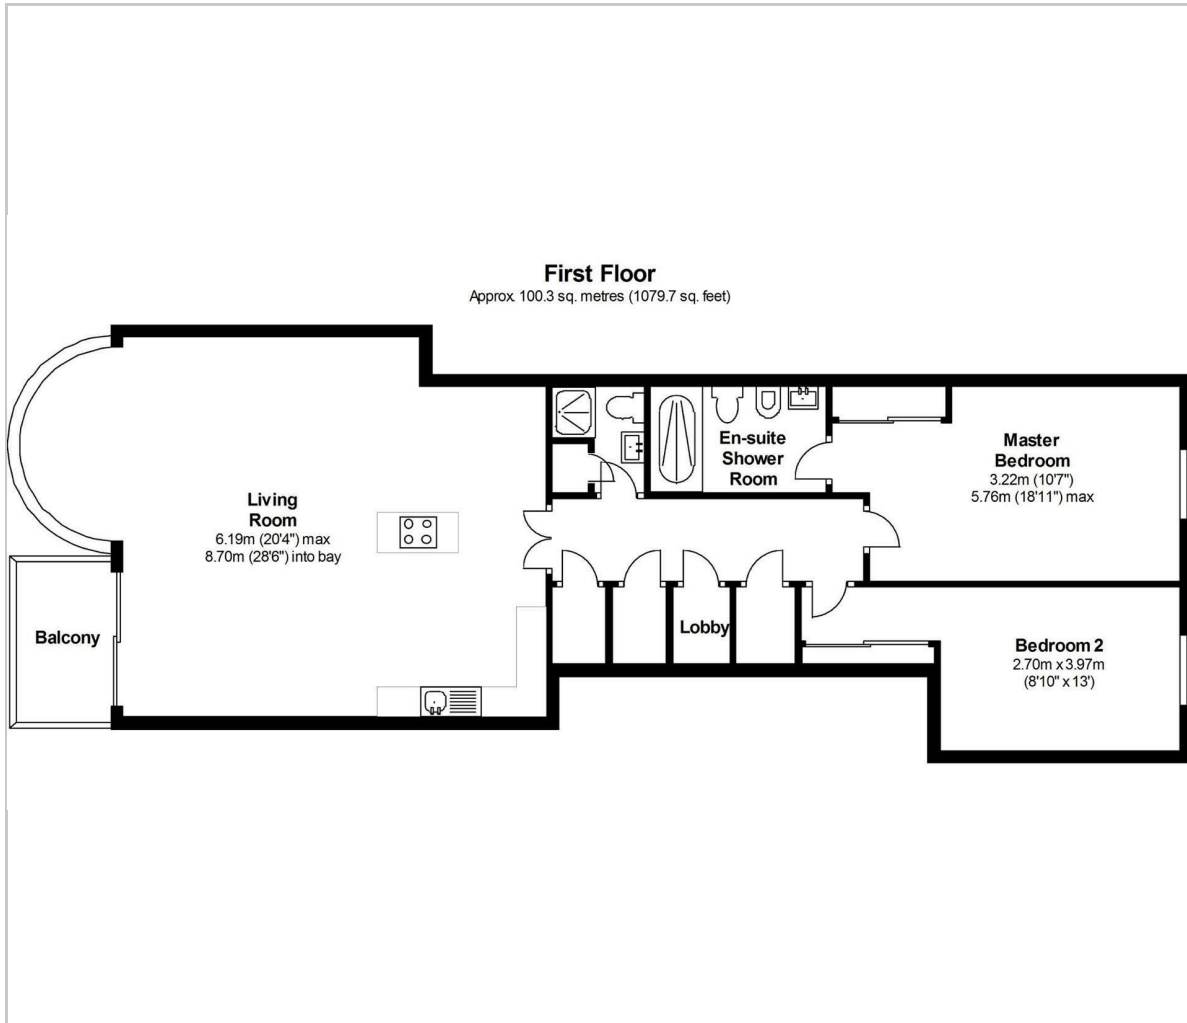 First Floor
Approx. 100.3 sq. metres (1079.7 sq. feet)
En-suite
Shower
Room
Master
Bedroom
3.22m (10'7")
5.76m (18'11") max
Living
Room
6.19m (20'4") max
8.70m (28'6") into bay
Balcony
Lobby
Bedroom 2
2.70m x 3.97m
(8'10" x 13')